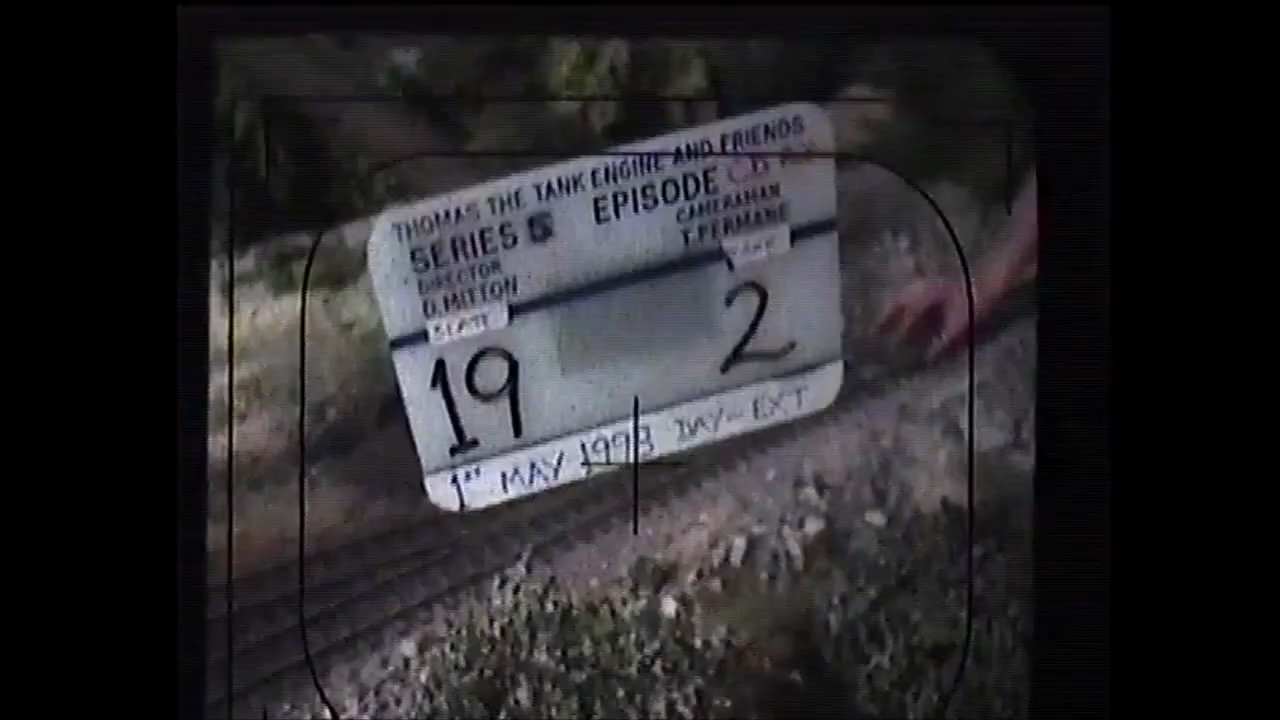 THOMAS THE TANK ENGINE AND FRIENDS
SERIES 5 EPISODE
DIRECTOR
D.MITTON
CAMERAMAN
T.PERMANE
SLATE
TAKE
19
2
1ST MAY 1998 DAY-EXT